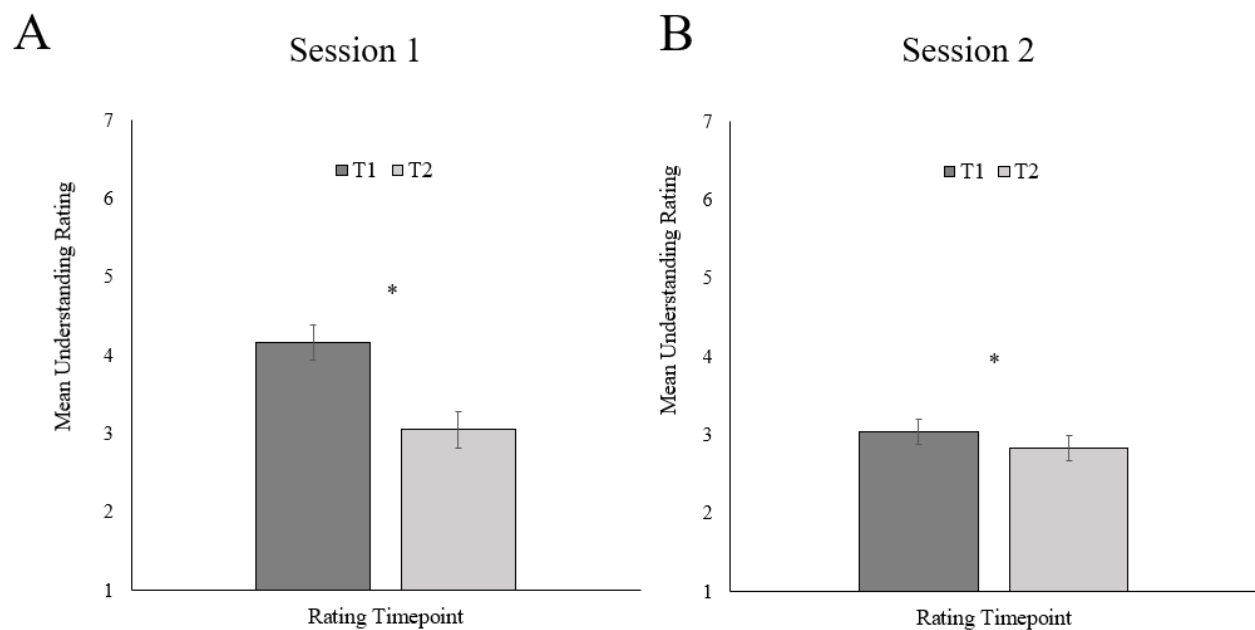 A
Session 1
Mean Understanding Rating
7
6
5
4
3
2
1
T1 T2
*
Rating Timepoint
B
Session 2
Mean Understanding Rating
7
6
5
4
3
2
1
T1 T2
*
Rating Timepoint